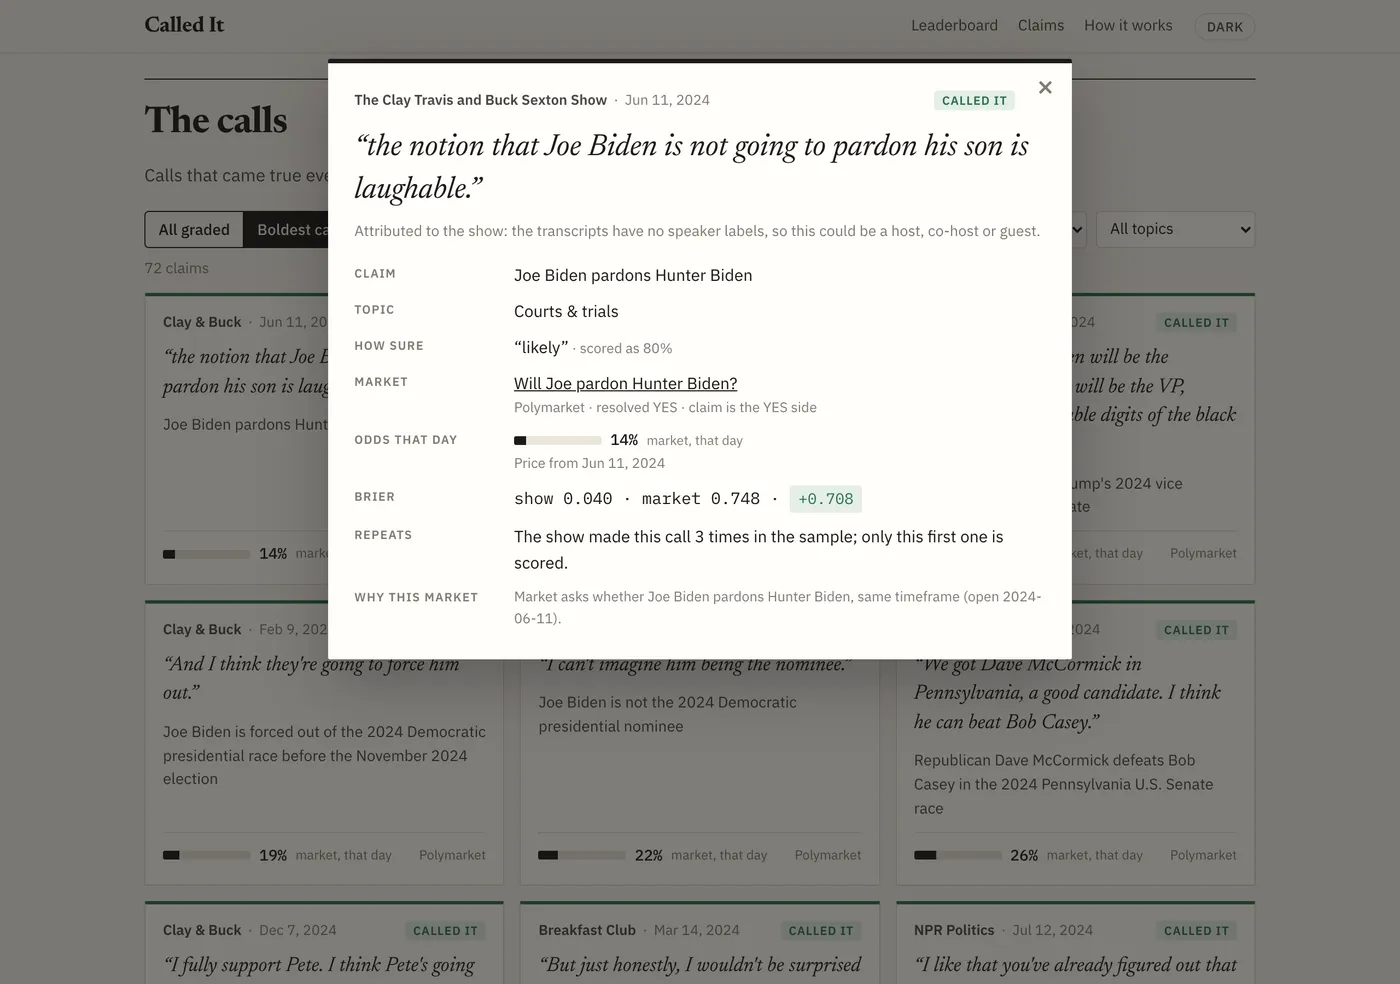 Called It
Leaderboard Claims How it works DARK
The calls
Calls that came true eve
All graded Boldest ca
All topics
72 claims
The Clay Travis and Buck Sexton Show · Jun 11, 2024 CALLED IT ✕
“the notion that Joe Biden is not going to pardon his son is
laughable.”
Attributed to the show: the transcripts have no speaker labels, so this could be a host, co-host or guest.
CLAIM Joe Biden pardons Hunter Biden
TOPIC Courts & trials
HOW SURE “likely” · scored as 80%
MARKET Will Joe pardon Hunter Biden?
Polymarket · resolved YES · claim is the YES side
ODDS THAT DAY 14% market, that day
Price from Jun 11, 2024
BRIER show 0.040 · market 0.748 · +0.708
REPEATS The show made this call 3 times in the sample; only this first one is
scored.
WHY THIS MARKET Market asks whether Joe Biden pardons Hunter Biden, same timeframe (open 2024-
06-11).
Clay & Buck · Jun 11, 20
“the notion that Joe B
pardon his son is laug
Joe Biden pardons Hunt
14% mark
024 CALLED IT
en will be the
will be the VP,
ble digits of the black
ump's 2024 vice
ate
ket, that day Polymarket
Clay & Buck · Feb 9, 202
“And I think they're going to force him
out.”
Joe Biden is forced out of the 2024 Democratic
presidential race before the November 2024
election
19% market, that day Polymarket
“I can't imagine him being the nominee.”
Joe Biden is not the 2024 Democratic
presidential nominee
22% market, that day Polymarket
2024 CALLED IT
“We got Dave McCormick in
Pennsylvania, a good candidate. I think
he can beat Bob Casey.”
Republican Dave McCormick defeats Bob
Casey in the 2024 Pennsylvania U.S. Senate
race
26% market, that day Polymarket
Clay & Buck · Dec 7, 2024 CALLED IT
“I fully support Pete. I think Pete's going
Breakfast Club · Mar 14, 2024 CALLED IT
“But just honestly, I wouldn't be surprised
NPR Politics · Jul 12, 2024 CALLED IT
“I like that you've already figured out that